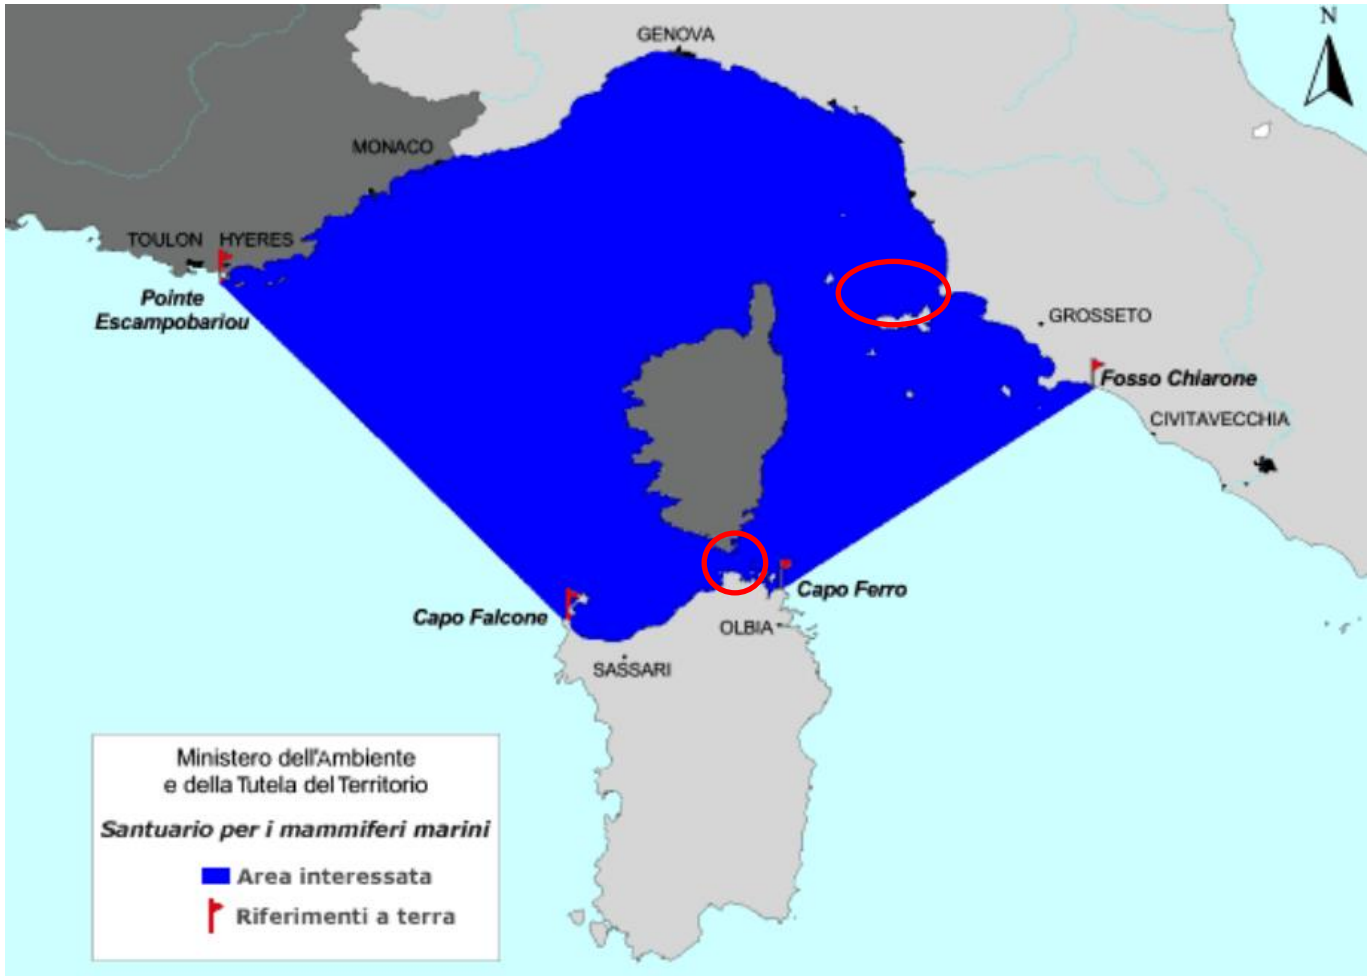 N
GENOVA
MONACO
TOULON HYERES
Pointe
Escampobariou
GROSSETO
Fosso Chiarone
CIVITAVECCHIA
Capo Ferro
Capo Falcone
OLBIA
SASSARI
Ministero dell'Ambiente
e della Tutela del Territorio
Santuario per i mammiferi marini
Area interessata
Riferimenti a terra